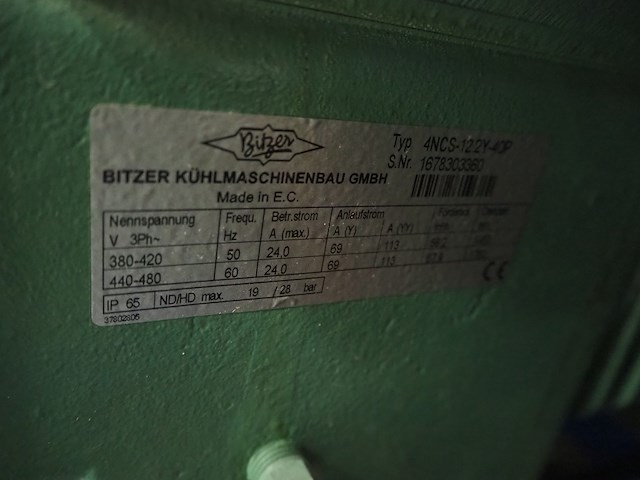 Bitzer
Typ 4NCS-12.2Y-40P
S.Nr. 1678303360
BITZER KÜHLMASCHINENBAU GMBH
Made in E.C.
Nennspannung Frequ. Betr.strom Anlaufstrom
V 3Ph~ Hz A (max.) A (Y) A (YY)
380-420 50 24,0 69 113
440-480 60 24,0 69 113
IP 65 ND/HD max. 19 / 28 bar
CE
37802605